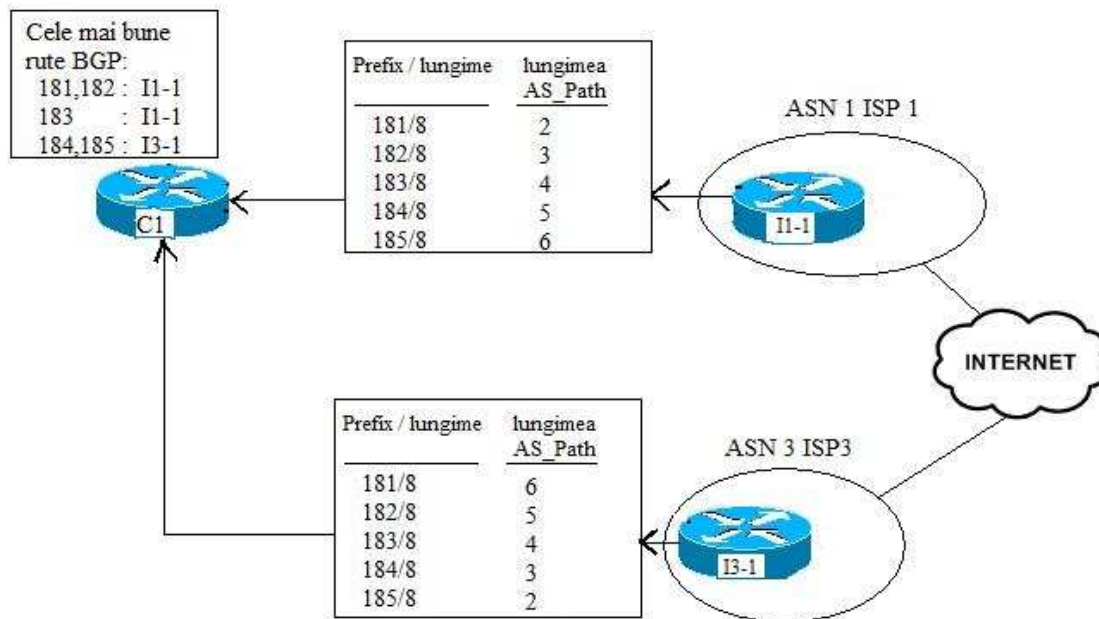 Cele mai bune
rute BGP:
181,182 : I1-1
183 : I1-1
184,185 : I3-1
C1
Prefix / lungime lungimea
AS_Path
181/8 2
182/8 3
183/8 4
184/8 5
185/8 6
ASN 1 ISP 1
I1-1
INTERNET
Prefix / lungime lungimea
AS_Path
181/8 6
182/8 5
183/8 4
184/8 3
185/8 2
ASN 3 ISP3
I3-1